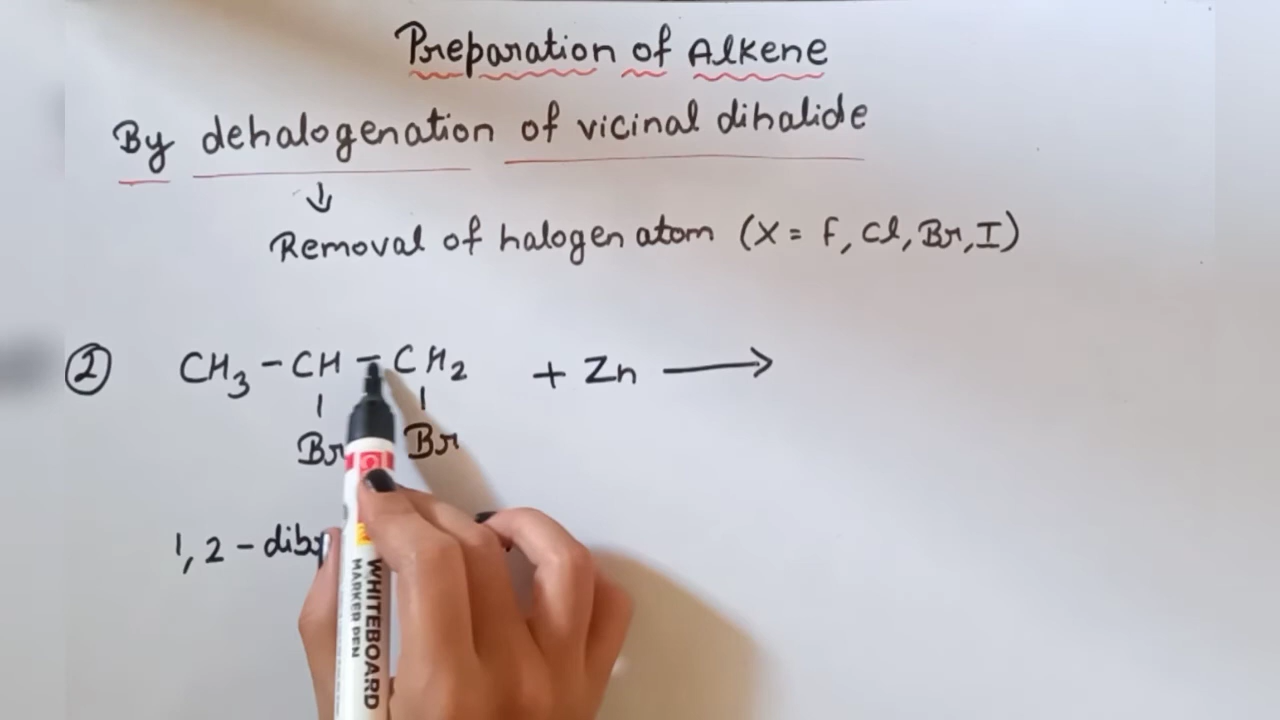 Preparation of Alkene
By dehalogenation of vicinal dihalide
↓
Removal of halogen atom (X = F, Cl, Br, I)
② CH3 - CH - CH2 + Zn ⟶
Br Br
1, 2 - dib
WHITEBOARD
MARKER PEN